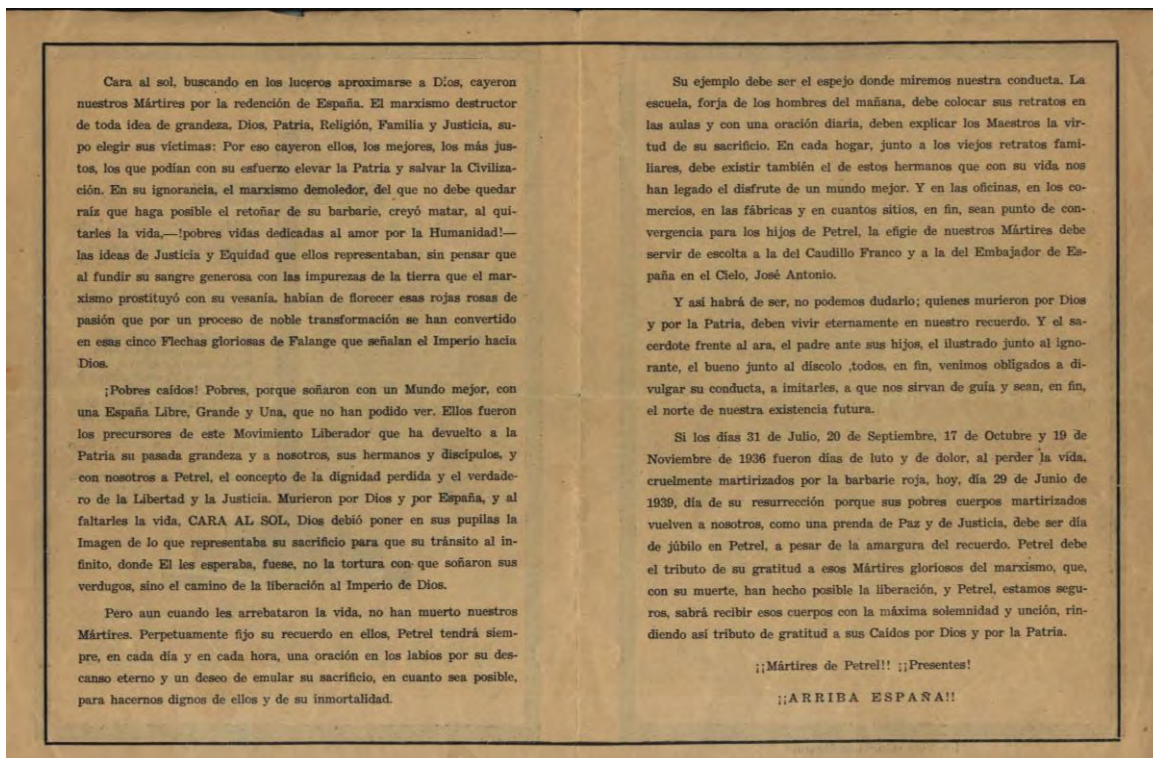 Cara al sol, buscando en los luceros aproximarse a Dios, cayeron
nuestros Mártires por la redención de España. El marxismo destructor
de toda idea de grandeza, Dios, Patria, Religión, Familia y Justicia, su-
po elegir sus víctimas: Por eso cayeron ellos, los mejores, los más jus-
tos, los que podían con su esfuerzo elevar la Patria y salvar la Civiliza-
ción. En su ignorancia, el marxismo demoledor, del que no debe quedar
raíz que haga posible el retoñar de su barbarie, creyó matar, al qui-
tarles la vida,—!pobres vidas dedicadas al amor por la Humanidad!—
las ideas de Justicia y Equidad que ellos representaban, sin pensar que
al fundir su sangre generosa con las impurezas de la tierra que el mar-
xismo prostituyó con su vesanía, habían de florecer esas rojas rosas de
pasión que por un proceso de noble transformación se han convertido
en esas cinco Flechas gloriosas de Falange que señalan el Imperio hacia
Dios.
¡Pobres caídos! Pobres, porque soñaron con un Mundo mejor, con
una España Libre, Grande y Una, que no han podido ver. Ellos fueron
los precursores de este Movimiento Liberador que ha devuelto a la
Patria su pasada grandeza y a nosotros, sus hermanos y discípulos, y
con nosotros a Petrel, el concepto de la dignidad perdida y el verdade-
ro de la Libertad y la Justicia. Murieron por Dios y por España, y al
faltarles la vida, CARA AL SOL, Dios debió poner en sus pupilas la
Imagen de lo que representaba su sacrificio para que su tránsito al in-
finito, donde El les esperaba, fuese, no la tortura con que soñaron sus
verdugos, sino el camino de la liberación al Imperio de Dios.
Pero aun cuando les arrebataron la vida, no han muerto nuestros
Mártires. Perpetuamente fijo su recuerdo en ellos, Petrel tendrá siem-
pre, en cada día y en cada hora, una oración en los labios por su des-
canso eterno y un deseo de emular su sacrificio, en cuanto sea posible,
para hacernos dignos de ellos y de su inmortalidad.
Su ejemplo debe ser el espejo donde miremos nuestra conducta. La
escuela, forja de los hombres del mañana, debe colocar sus retratos en
las aulas y con una oración diaria, deben explicar los Maestros la vir-
tud de su sacrificio. En cada hogar, junto a los viejos retratos fami-
liares, debe existir también el de estos hermanos que con su vida nos
han legado el disfrute de un mundo mejor. Y en las oficinas, en los co-
mercios, en las fábricas y en cuantos sitios, en fin, sean punto de con-
vergencia para los hijos de Petrel, la efigie de nuestros Mártires debe
servir de escolta a la del Caudillo Franco y a la del Embajador de Es-
paña en el Cielo, José Antonio.
Y así habrá de ser, no podemos dudarlo; quienes murieron por Dios
y por la Patria, deben vivir eternamente en nuestro recuerdo. Y el sa-
cerdote frente al ara, el padre ante sus hijos, el ilustrado junto al igno-
rante, el bueno junto al díscolo ,todos, en fin, venimos obligados a di-
vulgar su conducta, a imitarles, a que nos sirvan de guía y sean, en fin,
el norte de nuestra existencia futura.
Si los días 31 de Julio, 20 de Septiembre, 17 de Octubre y 19 de
Noviembre de 1936 fueron días de luto y de dolor, al perder la vida,
cruelmente martirizados por la barbarie roja, hoy, día 29 de Junio de
1939, día de su resurrección porque sus pobres cuerpos martirizados
vuelven a nosotros, como una prenda de Paz y de Justicia, debe ser día
de júbilo en Petrel, a pesar de la amargura del recuerdo. Petrel debe
el tributo de su gratitud a esos Mártires gloriosos del marxismo, que,
con su muerte, han hecho posible la liberación, y Petrel, estamos segu-
ros, sabrá recibir esos cuerpos con la máxima solemnidad y unción, rin-
diendo así tributo de gratitud a sus Caídos por Dios y por la Patria.
¡¡Mártires de Petrel!! ¡¡Presentes!
¡¡ARRIBA ESPAÑA!!